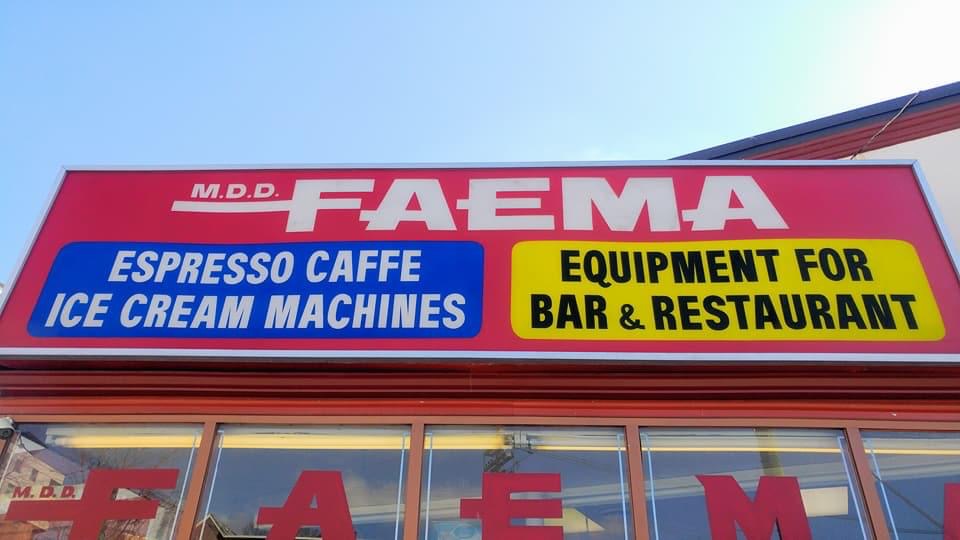 M.D.D. FAEMA
ESPRESSO CAFFE
ICE CREAM MACHINES
EQUIPMENT FOR
BAR & RESTAURANT
M.D.D. FAEM